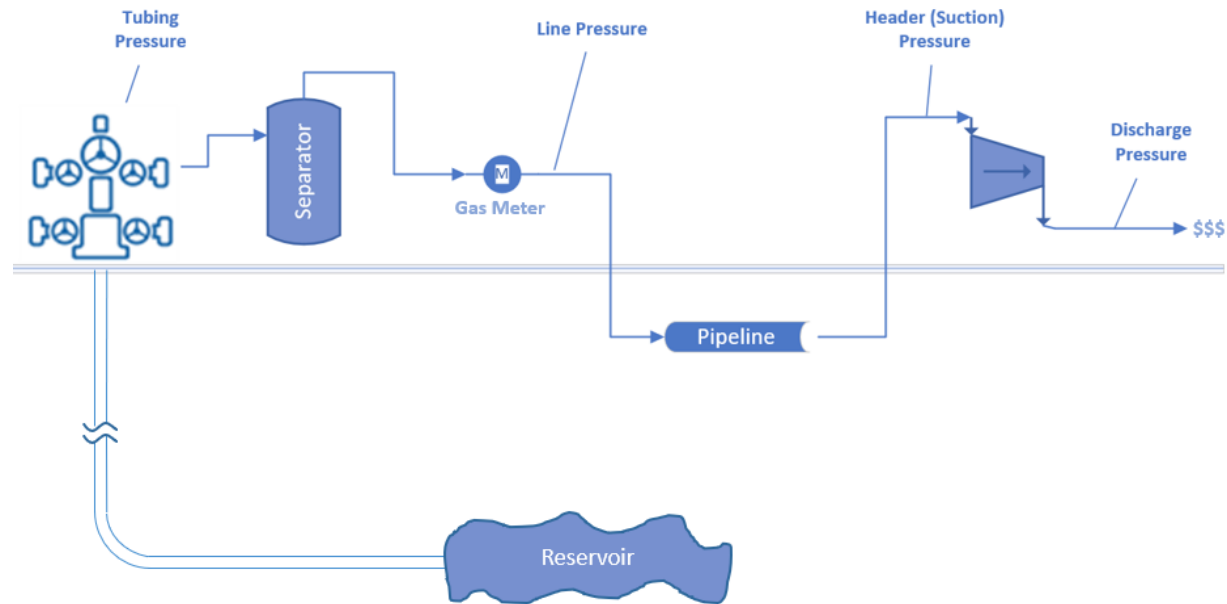 Tubing
Pressure
Line Pressure
Header (Suction)
Pressure
Discharge
Pressure
Separator
M
Gas Meter
$$$
Pipeline
Reservoir